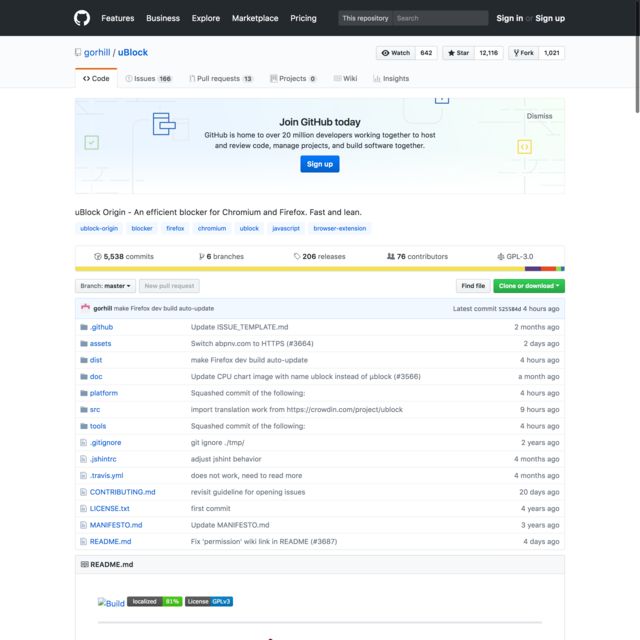 Features Business Explore Marketplace Pricing This repository Search Sign in or Sign up
gorhill / uBlock
Watch 642 Star 12,116 Fork 1,021
Code Issues 166 Pull requests 13 Projects 0 Wiki Insights
Dismiss
Join GitHub today
GitHub is home to over 20 million developers working together to host
and review code, manage projects, and build software together.
Sign up
uBlock Origin - An efficient blocker for Chromium and Firefox. Fast and lean.
ublock-origin blocker firefox chromium ublock javascript browser-extension
5,538 commits 6 branches 206 releases 76 contributors GPL-3.0
Branch: master New pull request Find file Clone or download
gorhill make Firefox dev build auto-update Latest commit 525584d 4 hours ago
.github Update ISSUE_TEMPLATE.md 2 months ago
assets Switch abpnv.com to HTTPS (#3664) 2 days ago
dist make Firefox dev build auto-update 4 hours ago
doc Update CPU chart image with name ublock instead of µblock (#3566) a month ago
platform Squashed commit of the following: 4 hours ago
src import translation work from https://crowdin.com/project/ublock 9 hours ago
tools Squashed commit of the following: 4 hours ago
.gitignore git ignore ./tmp/ 2 years ago
.jshintrc adjust jshint behavior 4 months ago
.travis.yml does not work, need to read more 4 months ago
CONTRIBUTING.md revisit guideline for opening issues 20 days ago
LICENSE.txt first commit 4 years ago
MANIFESTO.md Update MANIFESTO.md 3 years ago
README.md Fix 'permission' wiki link in README (#3687) 4 days ago
README.md
Build localized 81% License GPLv3